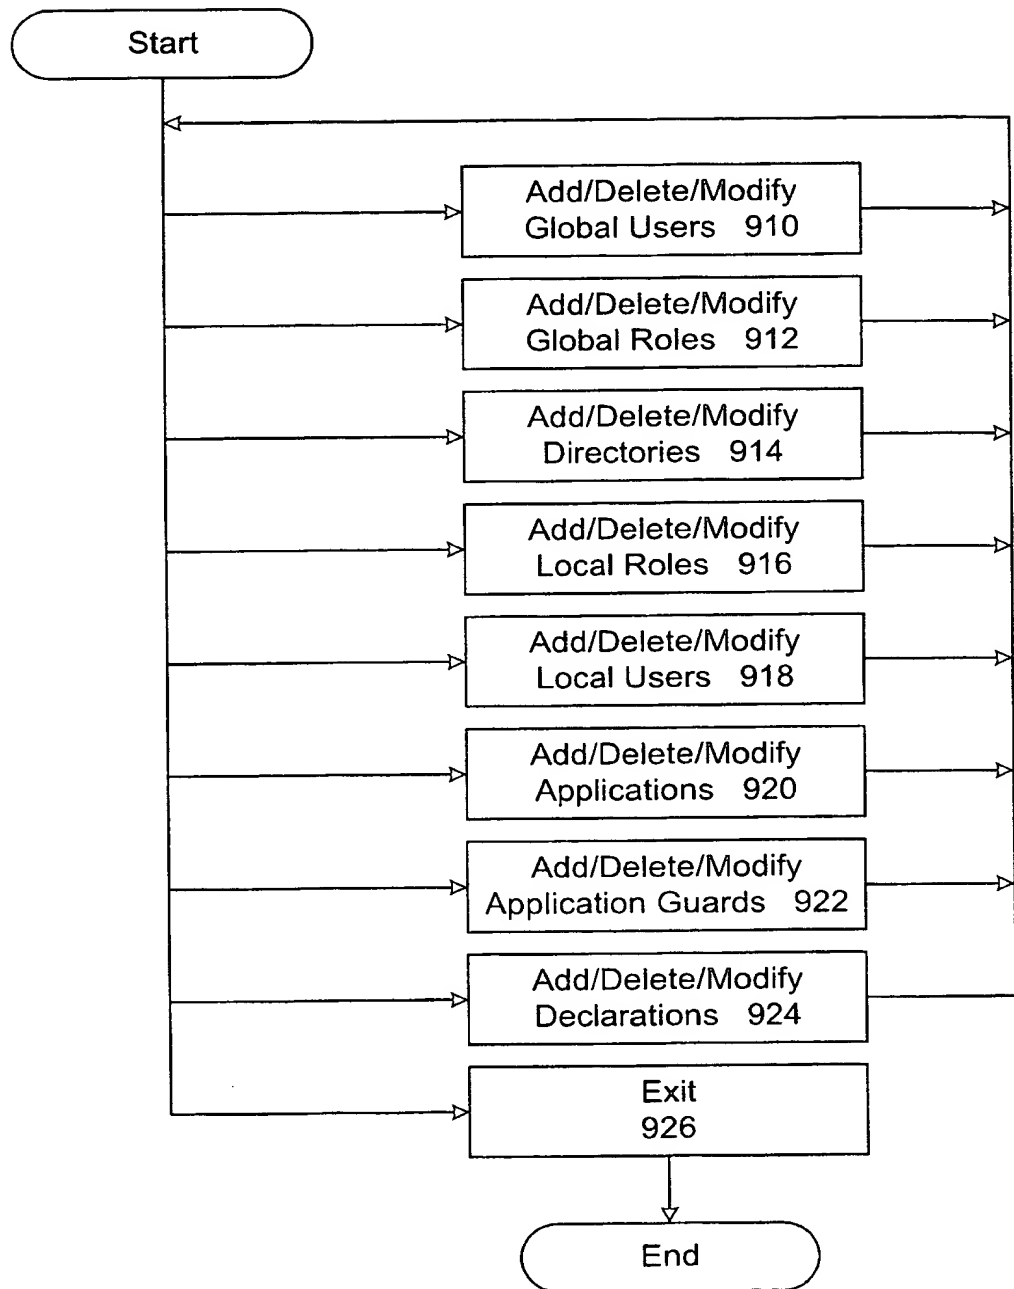 Start
Add/Delete/Modify
Global Users 910
Add/Delete/Modify
Global Roles 912
Add/Delete/Modify
Directories 914
Add/Delete/Modify
Local Roles 916
Add/Delete/Modify
Local Users 918
Add/Delete/Modify
Applications 920
Add/Delete/Modify
Application Guards 922
Add/Delete/Modify
Declarations 924
Exit
926
End